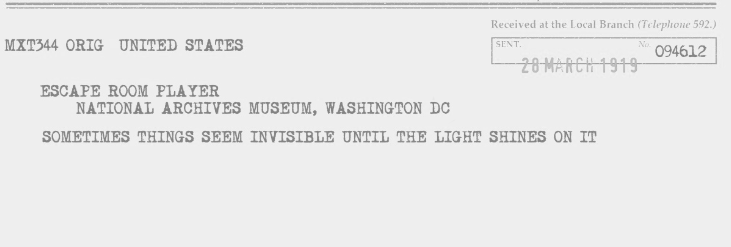 Received at the Local Branch (Telephone 592.)
MXT344 ORIG UNITED STATES
SENT.
No.
094612
28 MARCH 1919
ESCAPE ROOM PLAYER
NATIONAL ARCHIVES MUSEUM, WASHINGTON DC
SOMETIMES THINGS SEEM INVISIBLE UNTIL THE LIGHT SHINES ON IT